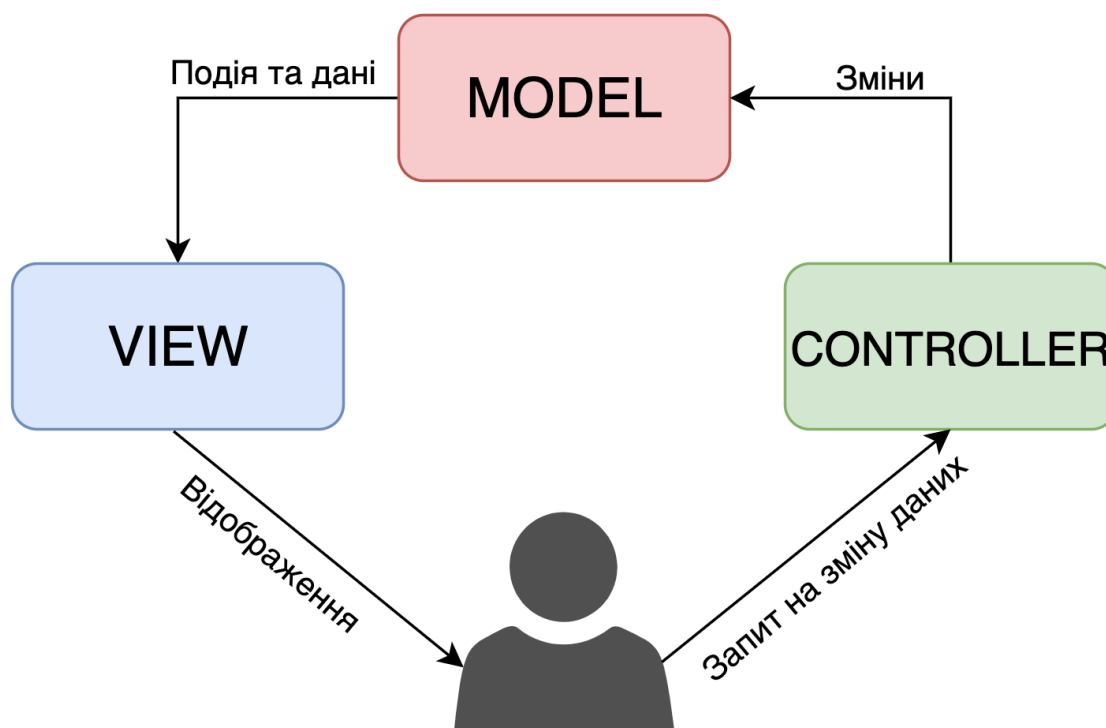 Подія та дані
MODEL
Зміни
VIEW
CONTROLLER
Відображення
Запит на зміну даних